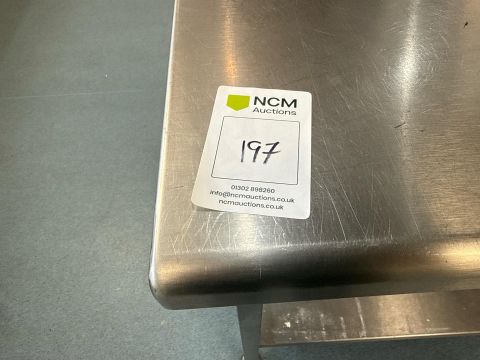 NCM
Auctions
197
01302 898260
info@ncmauctions.co.uk
ncmauctions.co.uk